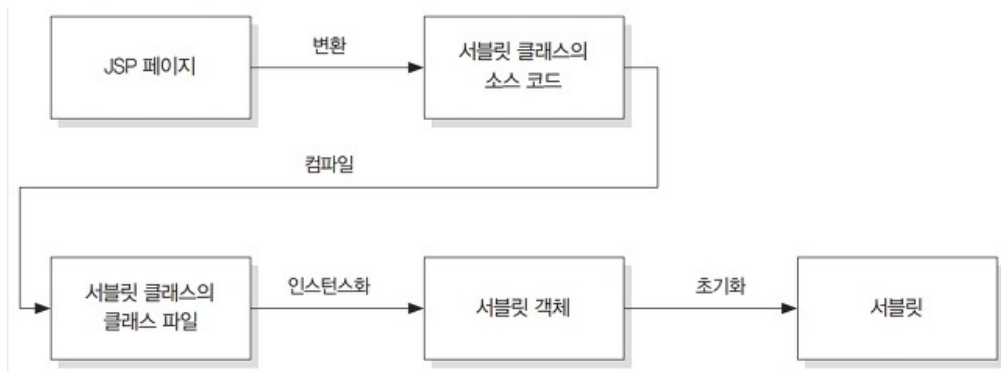 JSP 페이지
변환
서블릿 클래스의
소스 코드
컴파일
서블릿 클래스의
클래스 파일
인스턴스화
서블릿 객체
초기화
서블릿